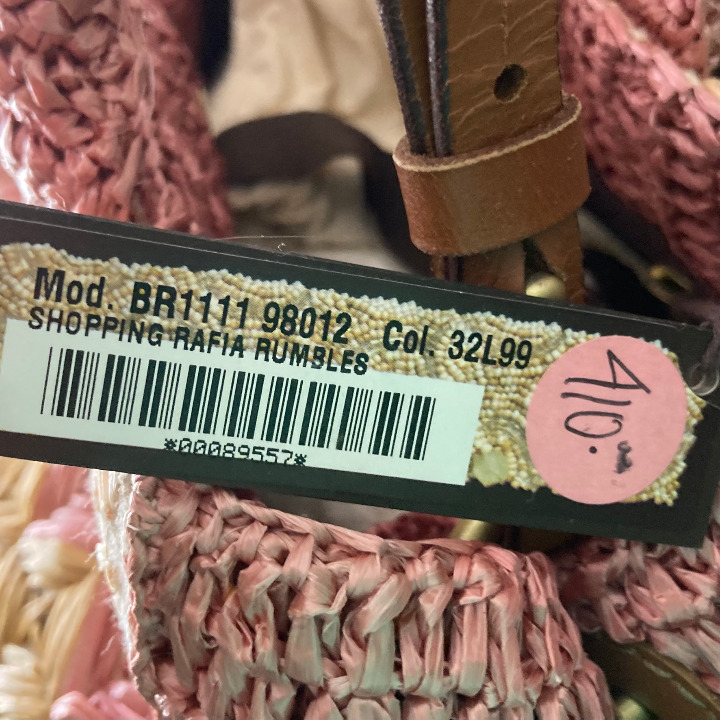 Mod. BR1111 98012 Col. 32L99
SHOPPING RAFIA RUMBLES
*00089557*
410.